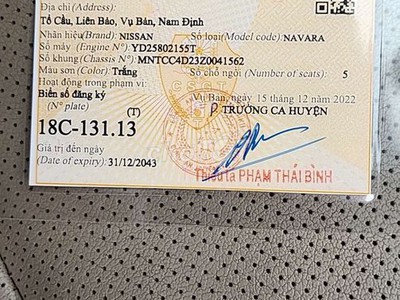 Địa chỉ (Address):
Tổ Cầu, Liên Bảo, Vụ Bản, Nam Định
Nhãn hiệu(Brand): NISSAN Số loại(Model code): NAVARA
Số máy (Engine N°): YD25802155T
Số khung (Chassis N°): MNTCC4D23Z0041562
Màu sơn (Color): Trắng Số chỗ ngồi (Number of seats): 5
Hoạt động trong phạm vi:
Biển số đăng ký Vụ Bản, ngày 15 tháng 12 năm 2022
(N° plate) (T) P TRƯỞNG CA HUYỆN
18C-131.13
Giá trị đến ngày
(Date of expiry): 31/12/2043
Thiếu tá PHẠM THÁI BÌNH